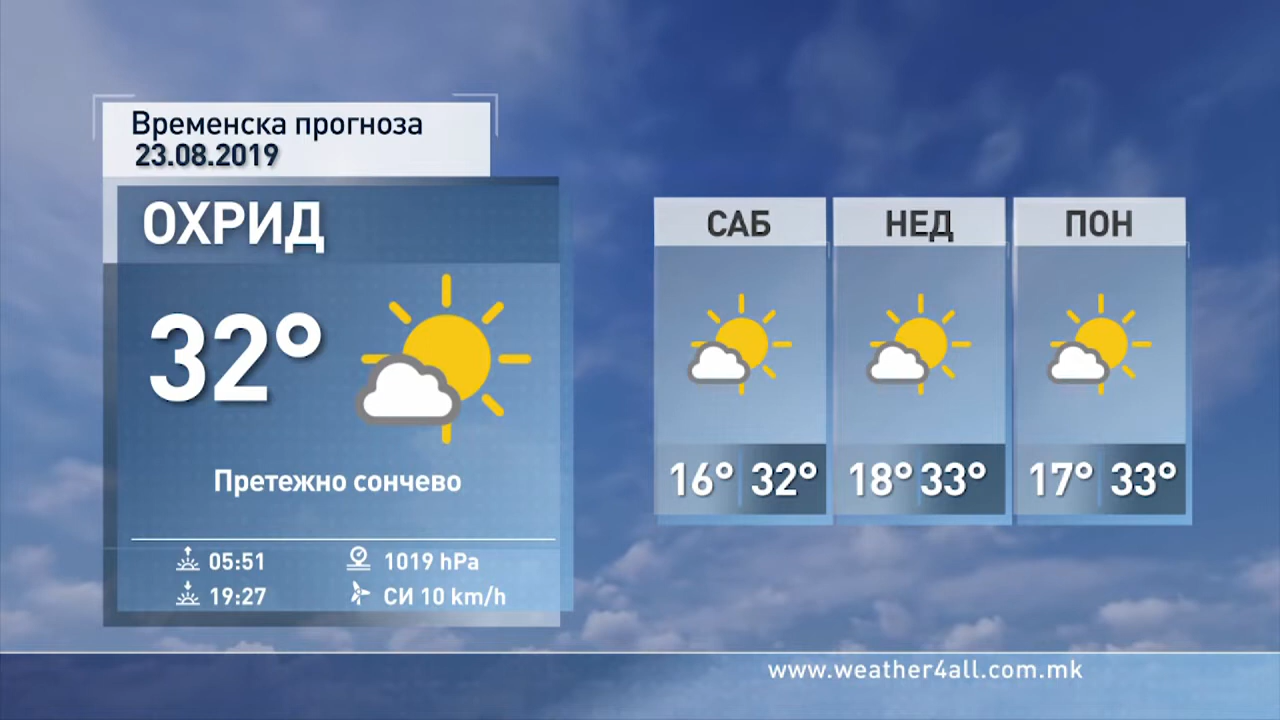 Временска прогноза
23.08.2019
ОХРИД
32°
Претежно сончево
05:51
1019 hPa
19:27
СИ 10 km/h
САБ
НЕД
ПОН
16° 32°
18° 33°
17° 33°
www.weather4all.com.mk